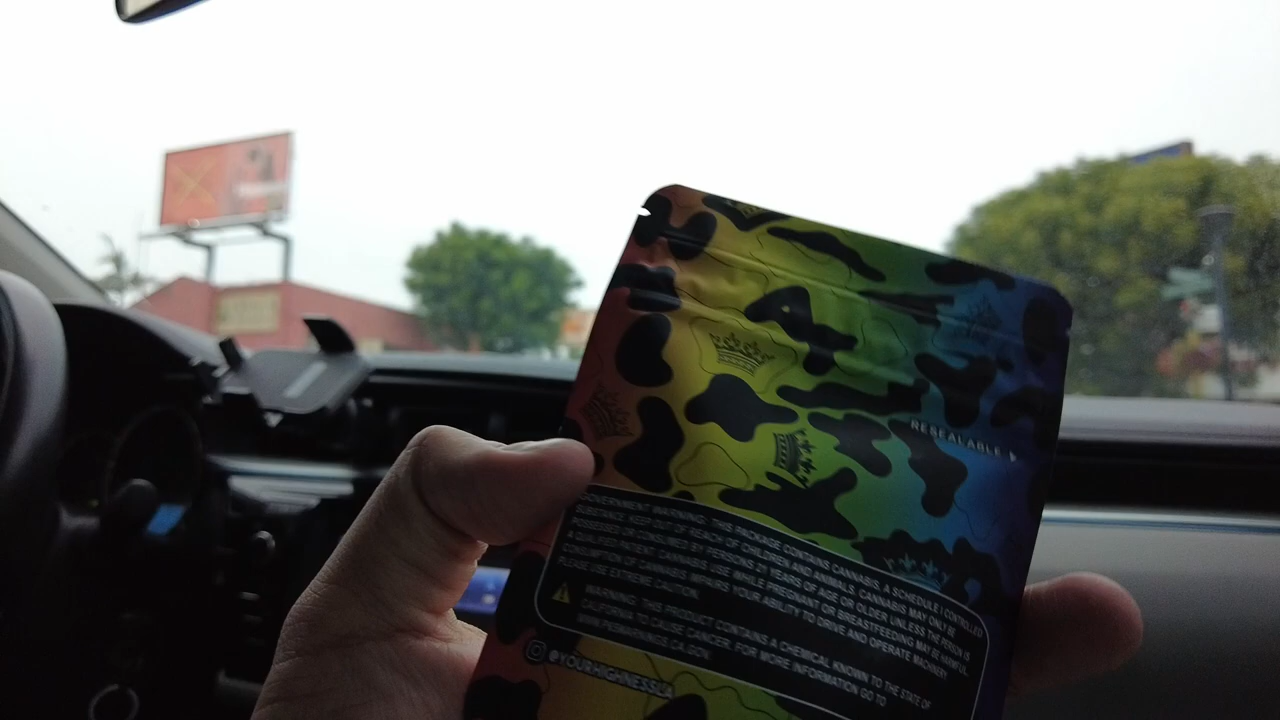 RESEALABLE
GOVERNMENT WARNING: THIS PACKAGE CONTAINS CANNABIS, A SCHEDULE I CONTROLLED
SUBSTANCE. KEEP OUT OF REACH OF CHILDREN AND ANIMALS. CANNABIS MAY ONLY BE
POSSESSED OR CONSUMED BY PERSONS 21 YEARS OF AGE OR OLDER UNLESS THE PERSON IS
A QUALIFIED PATIENT. CANNABIS USE WHILE PREGNANT OR BREASTFEEDING MAY BE HARMFUL.
CONSUMPTION OF CANNABIS IMPAIRS YOUR ABILITY TO DRIVE AND OPERATE MACHINERY.
PLEASE USE EXTREME CAUTION.
WARNING: THIS PRODUCT CONTAINS A CHEMICAL KNOWN TO THE STATE OF
CALIFORNIA TO CAUSE CANCER. FOR MORE INFORMATION GO TO
WWW.P65WARNINGS.CA.GOV.
@YOURHIGHNESSLA